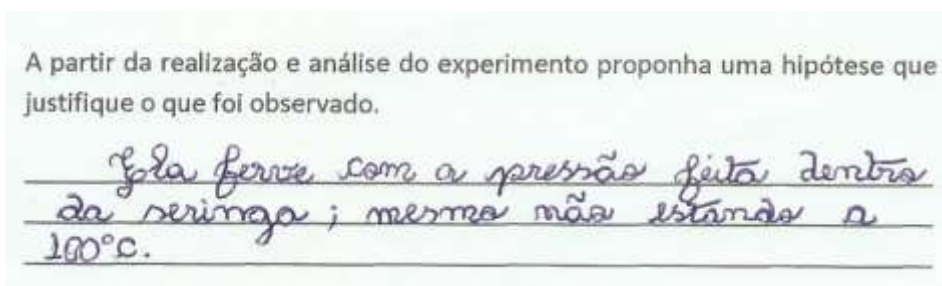 A partir da realização e análise do experimento proponha uma hipótese que
justifique o que foi observado.
Ela ferve com a pressão feita dentro
da seringa; mesmo não estando a
100°C.